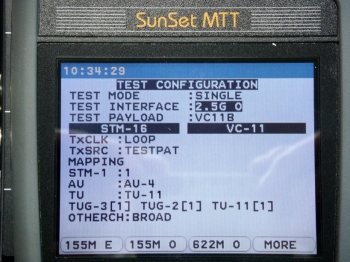 SunSet MTT
10:34:29
TEST CONFIGURATION
TEST MODE :SINGLE
TEST INTERFACE :2.5G O
TEST PAYLOAD :VC11B
STM-16 VC-11
TxCLK :LOOP
TxSRC :TESTPAT
MAPPING
STM-1 :1
AU :AU-4
TU :TU-11
TUG-3[1] TUG-2[1] TU-11[1]
OTHERCH:BROAD
155M E 155M O 622M O MORE